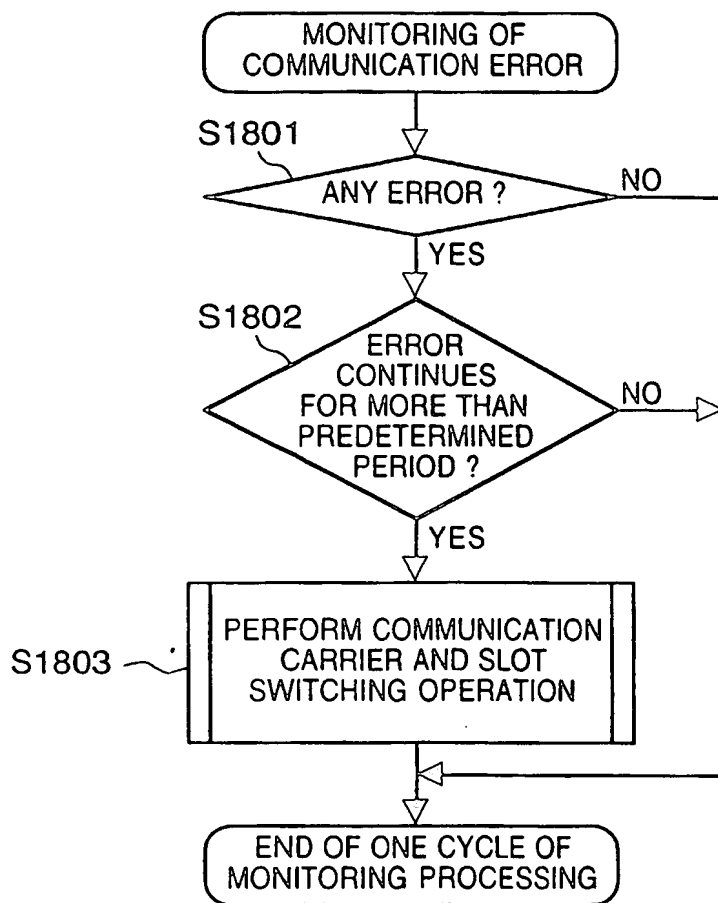 MONITORING OF
COMMUNICATION ERROR
S1801
ANY ERROR ?
NO
YES
S1802
ERROR
CONTINUES
FOR MORE THAN
PREDETERMINED
PERIOD ?
NO
YES
S1803
PERFORM COMMUNICATION
CARRIER AND SLOT
SWITCHING OPERATION
END OF ONE CYCLE OF
MONITORING PROCESSING